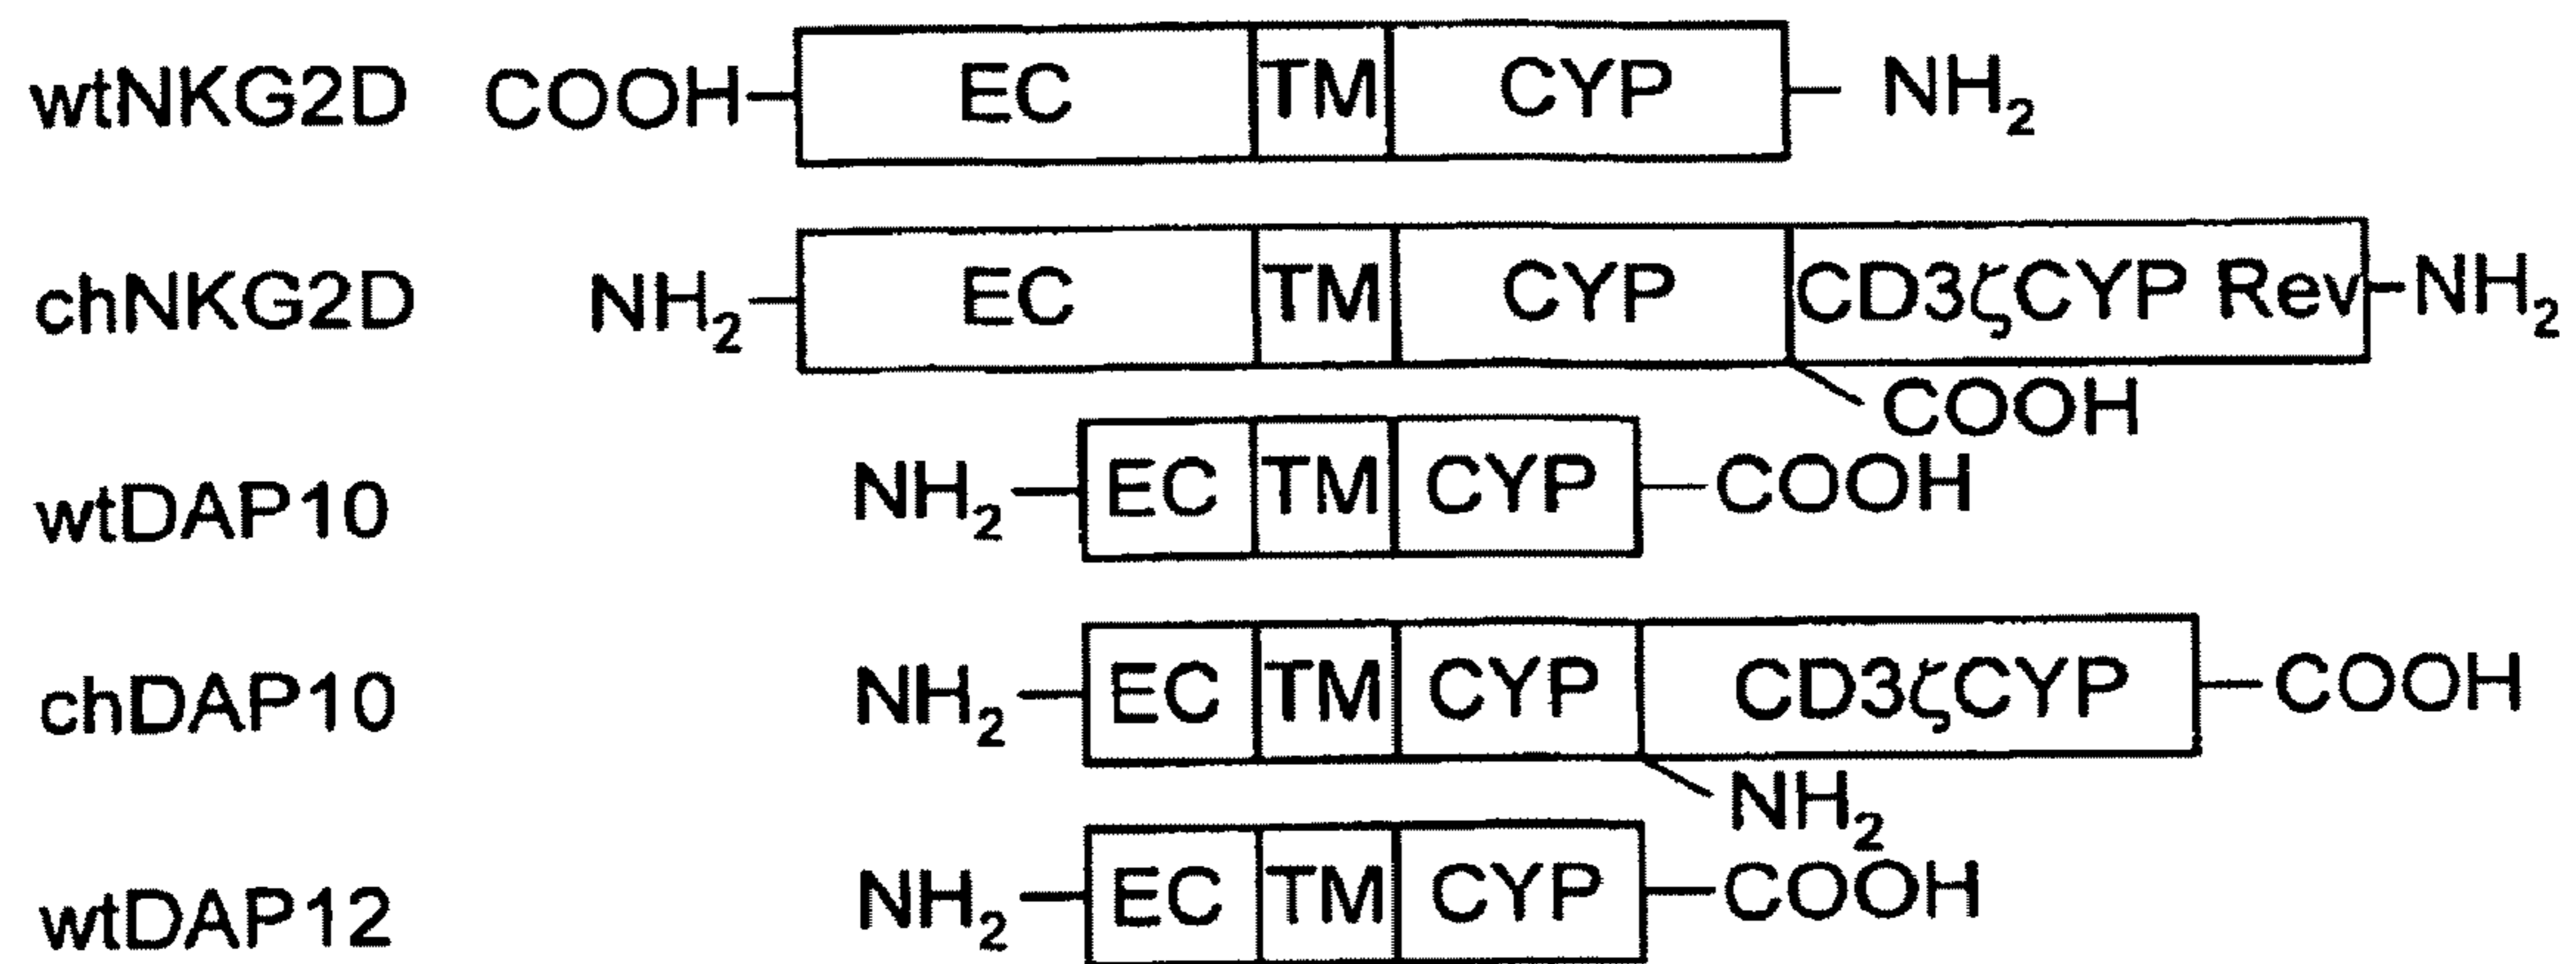 wtNKG2D COOH EC TM CYP NH₂
chNKG2D NH₂ EC TM CYP CD3ζCYP Rev NH₂
COOH
wtDAP10 NH₂ EC TM CYP COOH
chDAP10 NH₂ EC TM CYP CD3ζCYP COOH
NH₂
wtDAP12 NH₂ EC TM CYP COOH